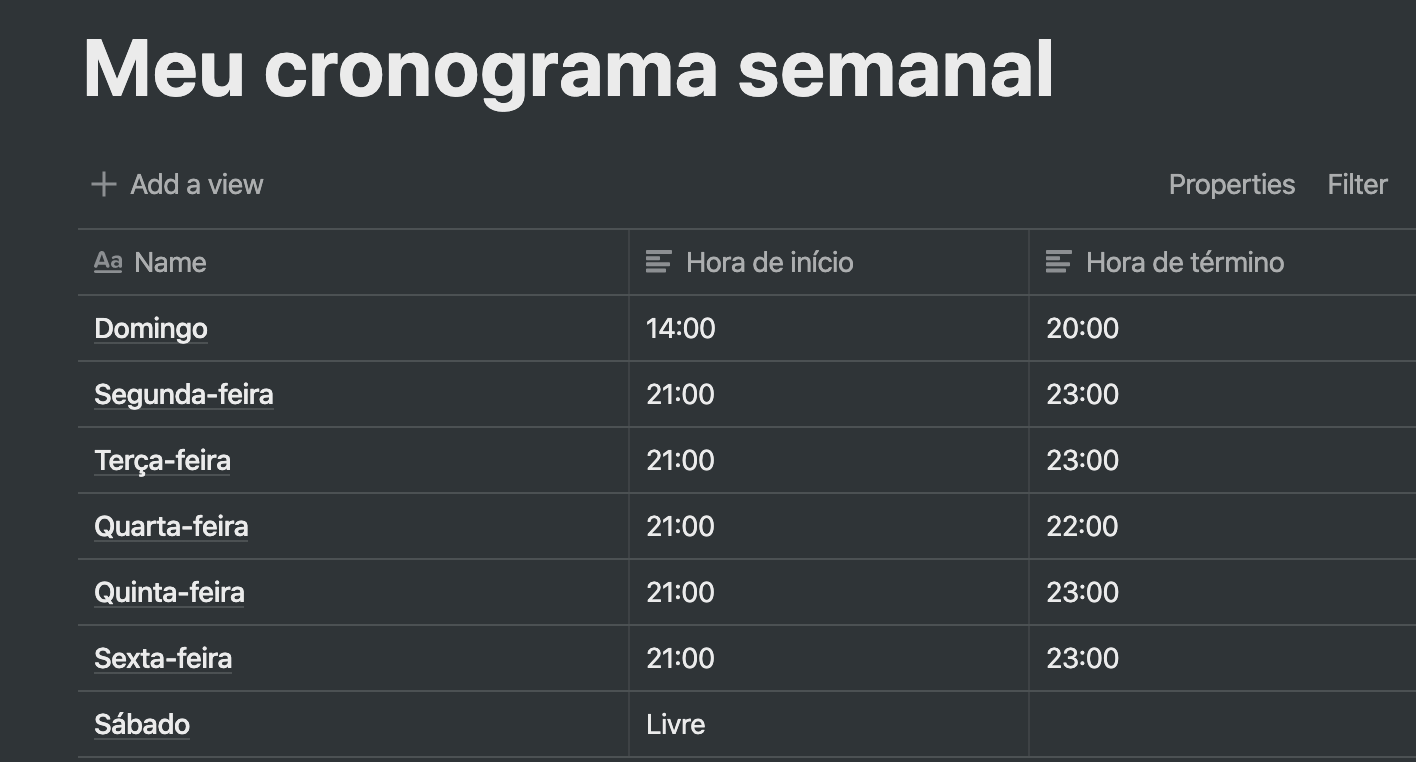 Meu cronograma semanal
+ Add a view Properties Filter
Aa Name Hora de início Hora de término
Domingo 14:00 20:00
Segunda-feira 21:00 23:00
Terça-feira 21:00 23:00
Quarta-feira 21:00 22:00
Quinta-feira 21:00 23:00
Sexta-feira 21:00 23:00
Sábado Livre